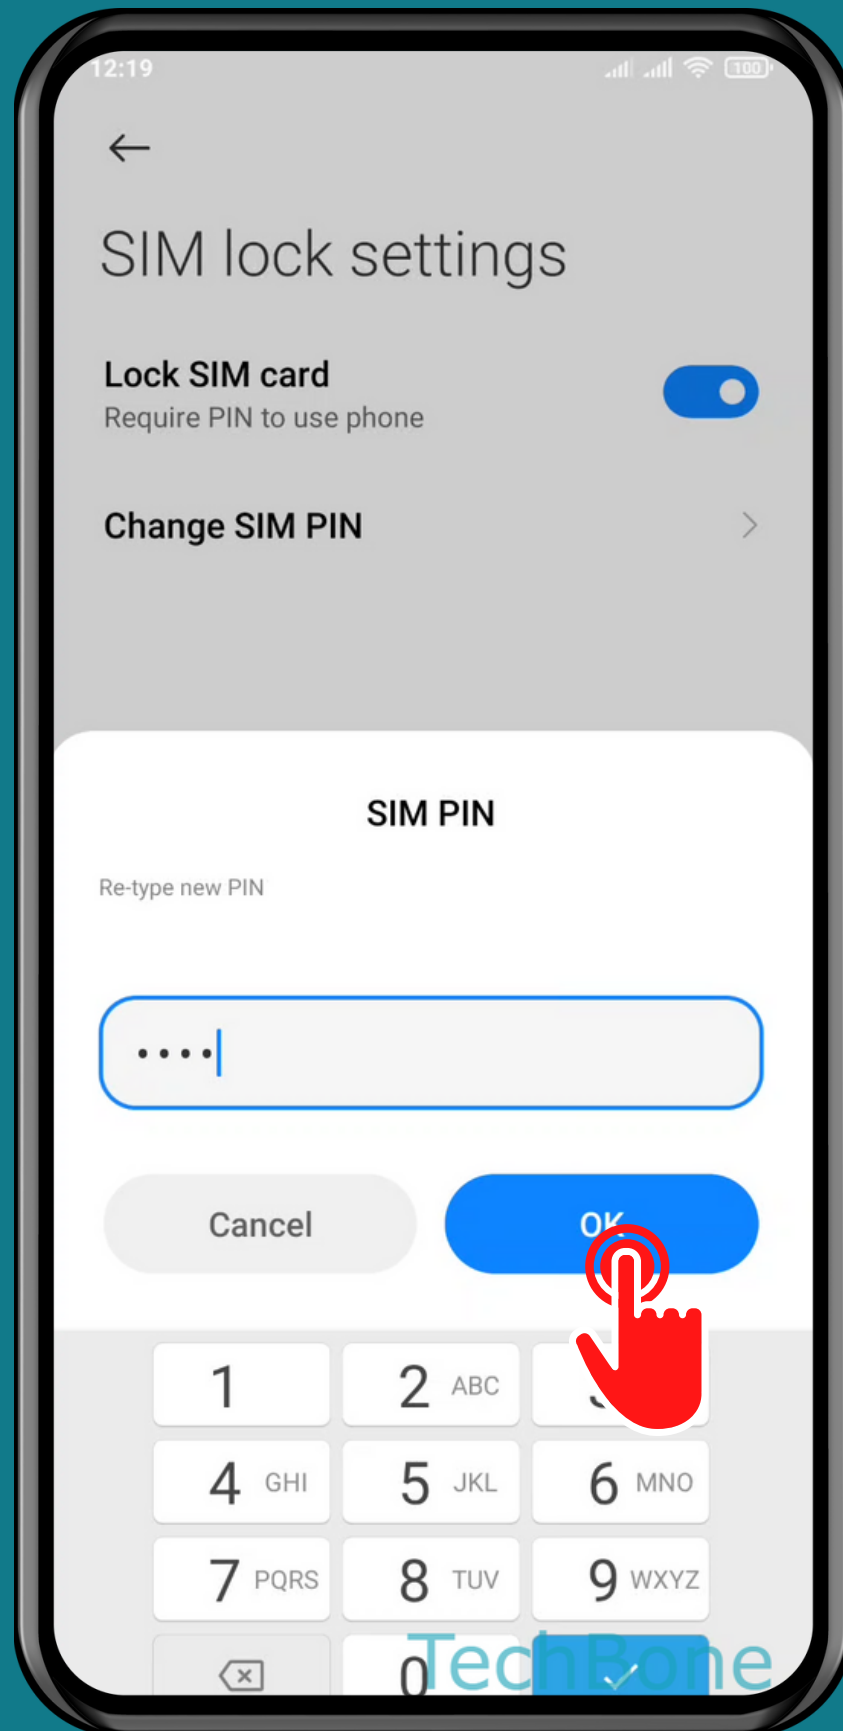 12:19
100
SIM lock settings
Lock SIM card
Require PIN to use phone
Change SIM PIN
SIM PIN
Re-type new PIN
Cancel
OK
1
2 ABC
4 GHI
5 JKL
6 MNO
7 PQRS
8 TUV
9 WXYZ
0
TechBone